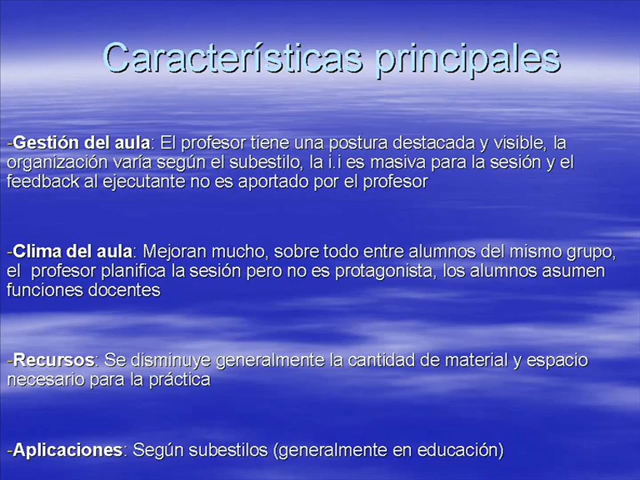 Características principales
-Gestión del aula: El profesor tiene una postura destacada y visible, la
organización varía según el subestilo, la i.i es masiva para la sesión y el
feedback al ejecutante no es aportado por el profesor
-Clima del aula: Mejoran mucho, sobre todo entre alumnos del mismo grupo,
el  profesor planifica la sesión pero no es protagonista, los alumnos asumen
funciones docentes
-Recursos: Se disminuye generalmente la cantidad de material y espacio
necesario para la práctica
-Aplicaciones: Según subestilos (generalmente en educación)